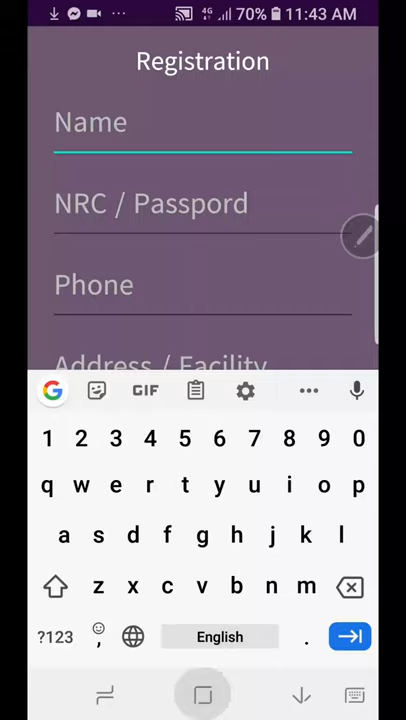 70% 11:43 AM
4G
Registration
Name
NRC / Passpord
Phone
Address / Facility
GIF
1 2 3 4 5 6 7 8 9 0
q w e r t y u i o p
a s d f g h j k l
z x c v b n m
?123 , English .